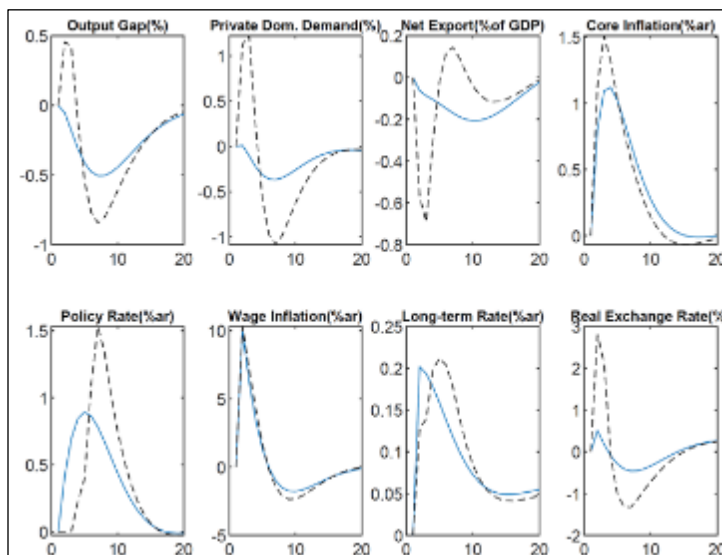 Output Gap(%)
Private Dom. Demand(%)
Net Export(%of GDP)
Core Inflation(%ar)
0.5
0
-0.5
-1
0 10 20
1
0.5
0
-0.5
-1
0 10 20
0.2
0
-0.2
-0.4
-0.6
-0.8
0 10 20
1.5
1
0.5
0
0 10 20
Policy Rate(%ar)
Wage Inflation(%ar)
Long-term Rate(%ar)
Real Exchange Rate(%
1.5
1
0.5
0
0 10 20
10
5
0
-5
0 10 20
0.25
0.2
0.15
0.1
0.05
0
0 10 20
3
2
1
0
-1
-2
0 10 20